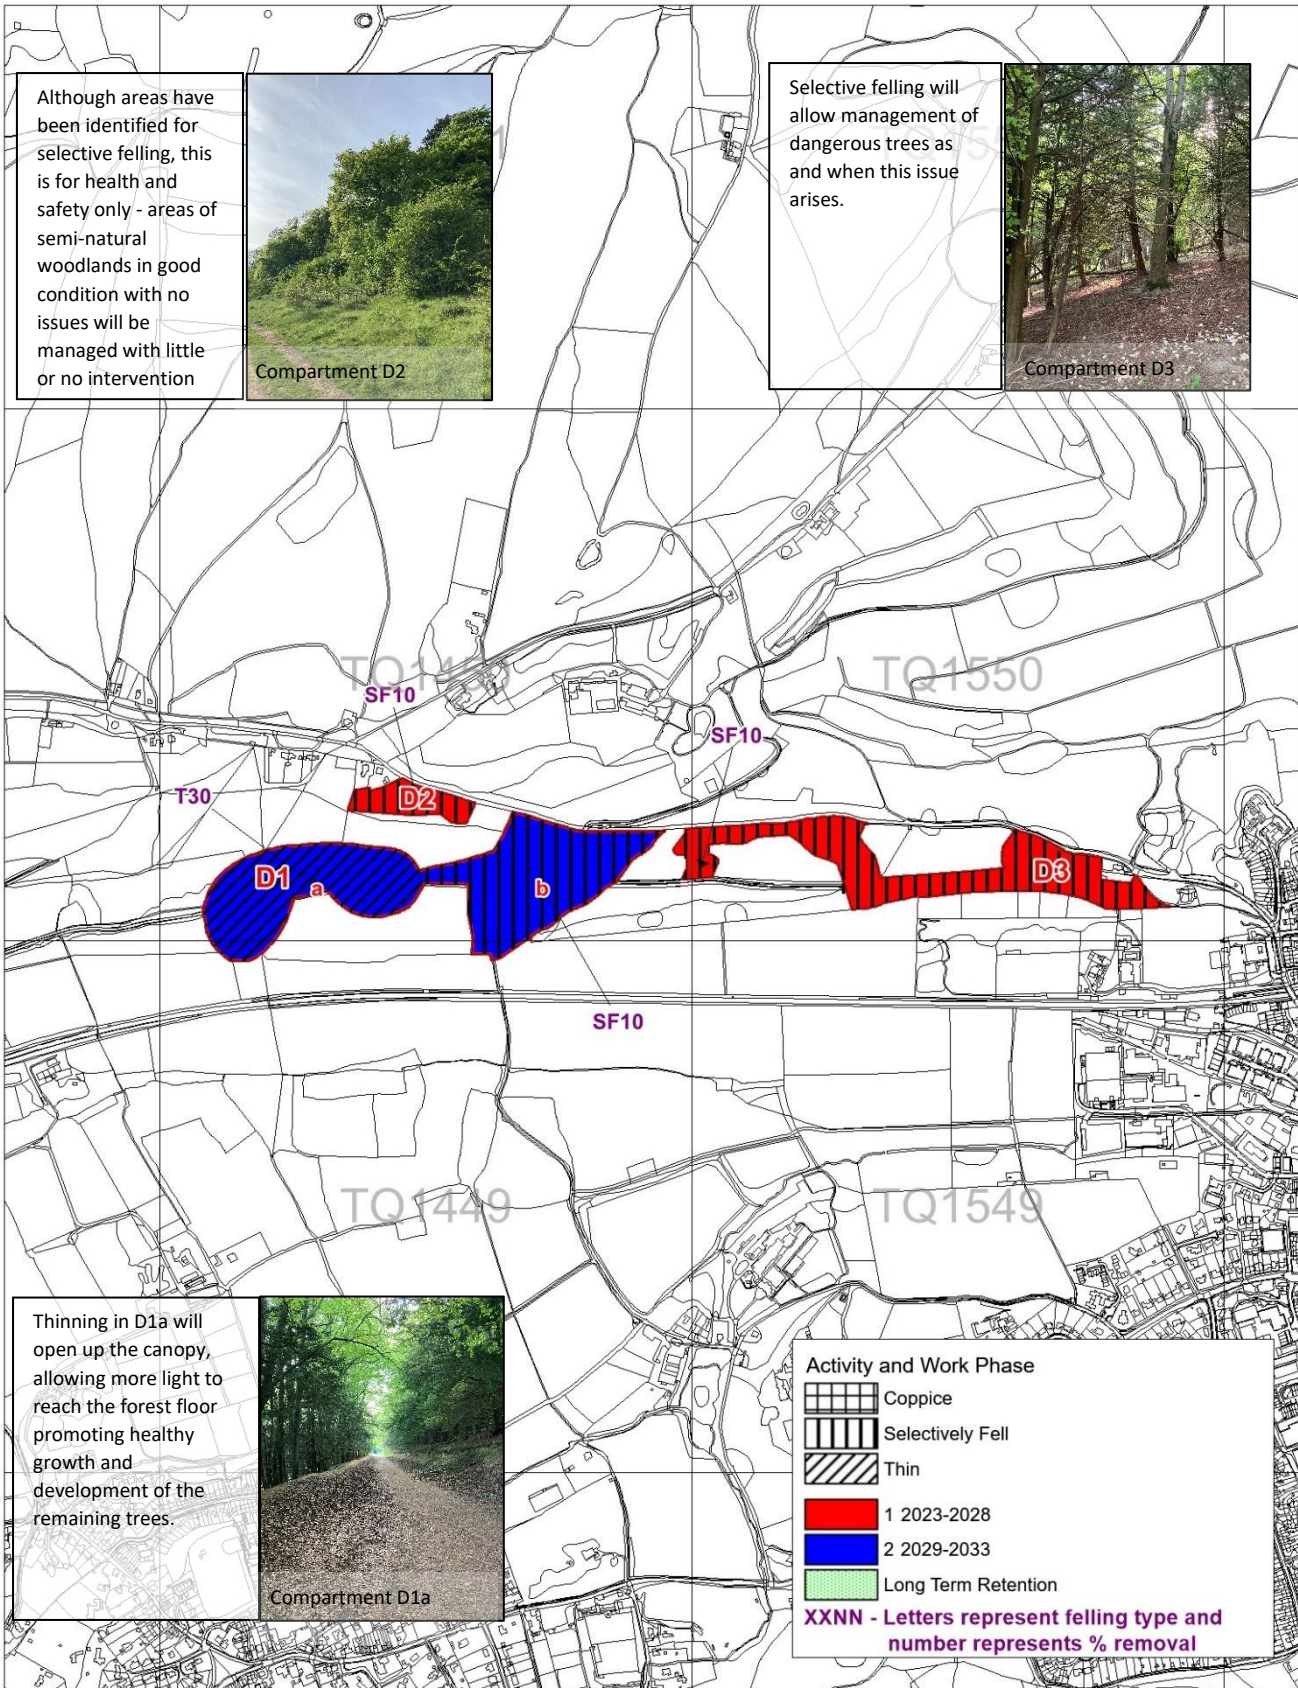 Although areas have
been identified for
selective felling, this
is for health and
safety only - areas of
semi-natural
woodlands in good
condition with no
issues will be
managed with little
or no intervention
Compartment D2
Selective felling will
allow management of
dangerous trees as
and when this issue
arises.
Compartment D3
TQ1550
SF10
SF10
T30
D2
D1
a
b
D3
SF10
TQ1449
TQ1549
Thinning in D1a will
open up the canopy,
allowing more light to
reach the forest floor
promoting healthy
growth and
development of the
remaining trees.
Compartment D1a
Activity and Work Phase
Coppice
Selectively Fell
Thin
1 2023-2028
2 2029-2033
Long Term Retention
XXNN - Letters represent felling type and
number represents % removal